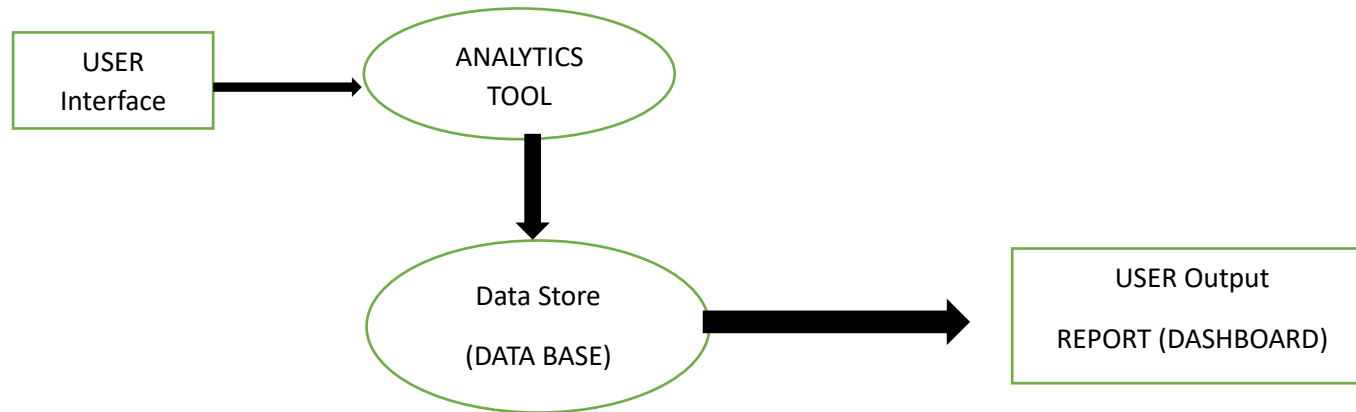 USER
Interface
ANALYTICS
TOOL
Data Store
(DATA BASE)
USER Output
REPORT (DASHBOARD)